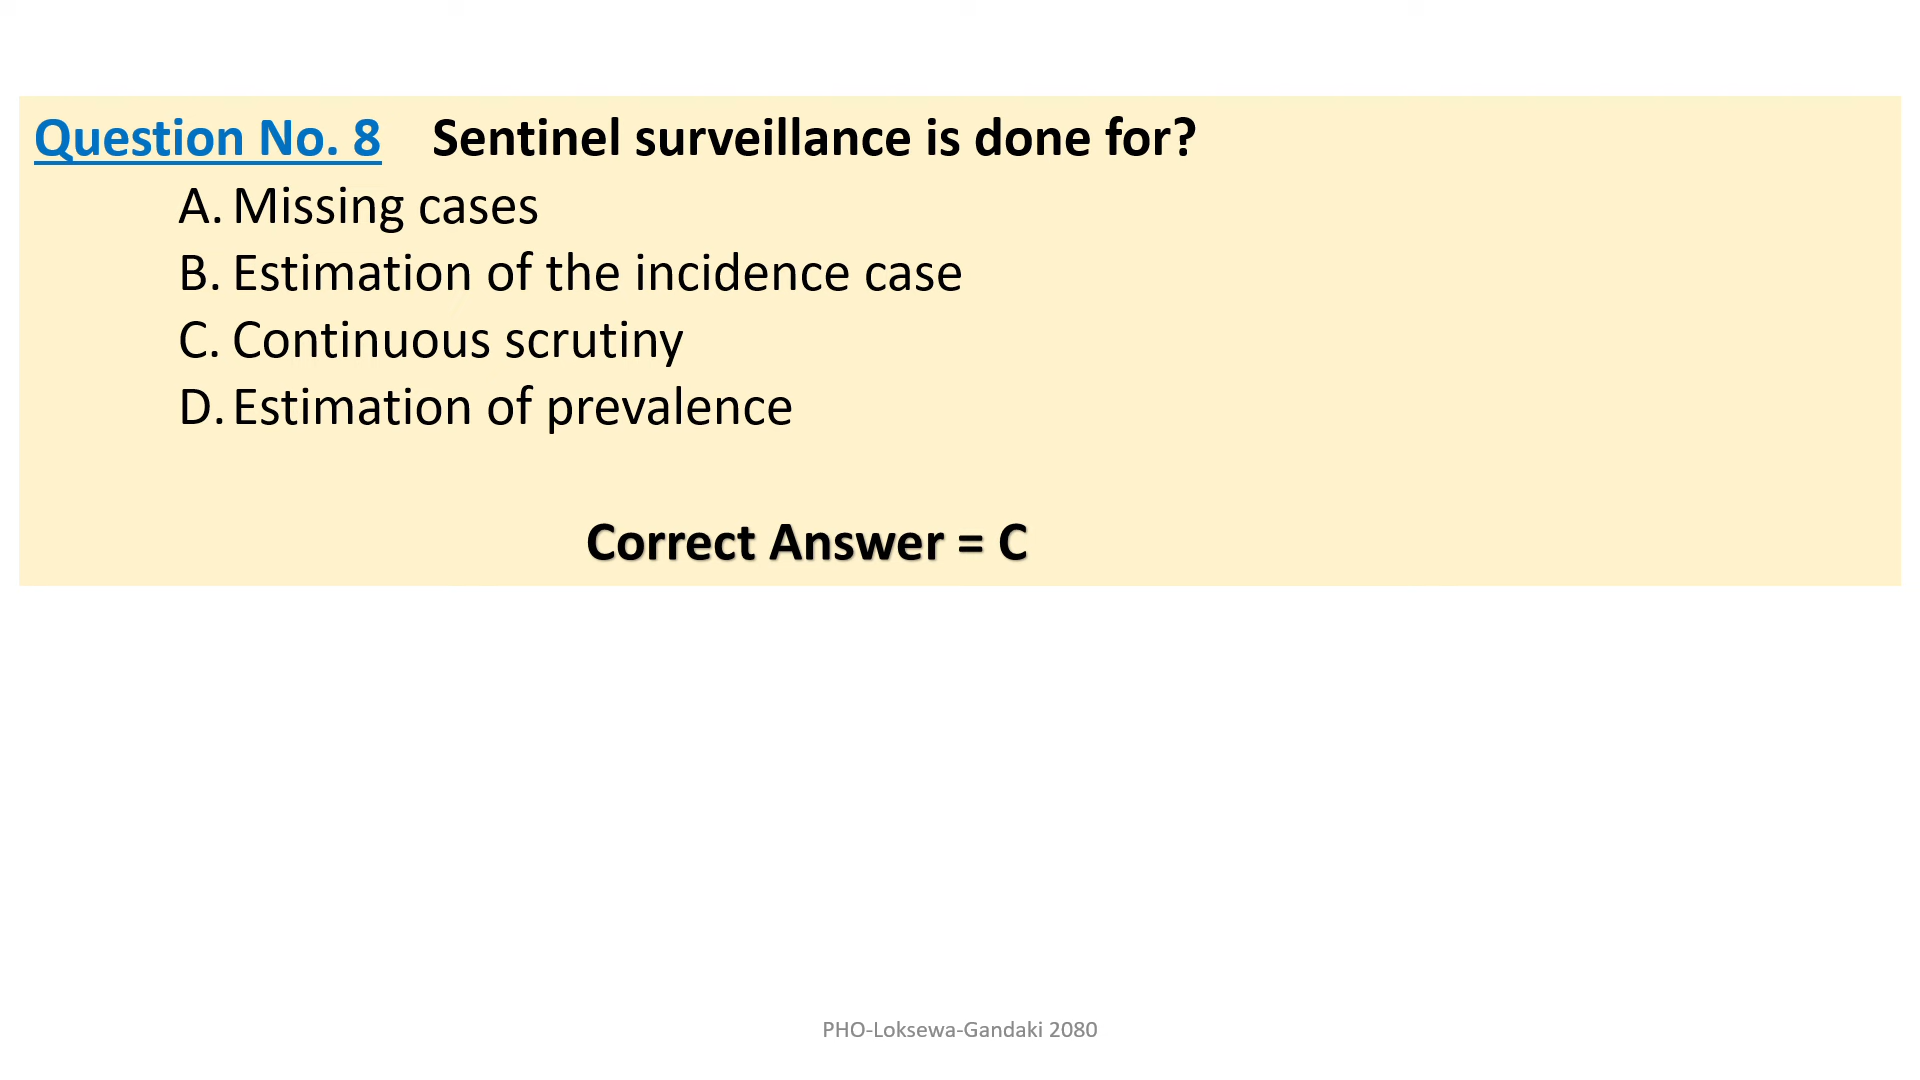 Question No. 8 Sentinel surveillance is done for?
A. Missing cases
B. Estimation of the incidence case
C. Continuous scrutiny
D. Estimation of prevalence
Correct Answer = C
PHO-Loksewa-Gandaki 2080